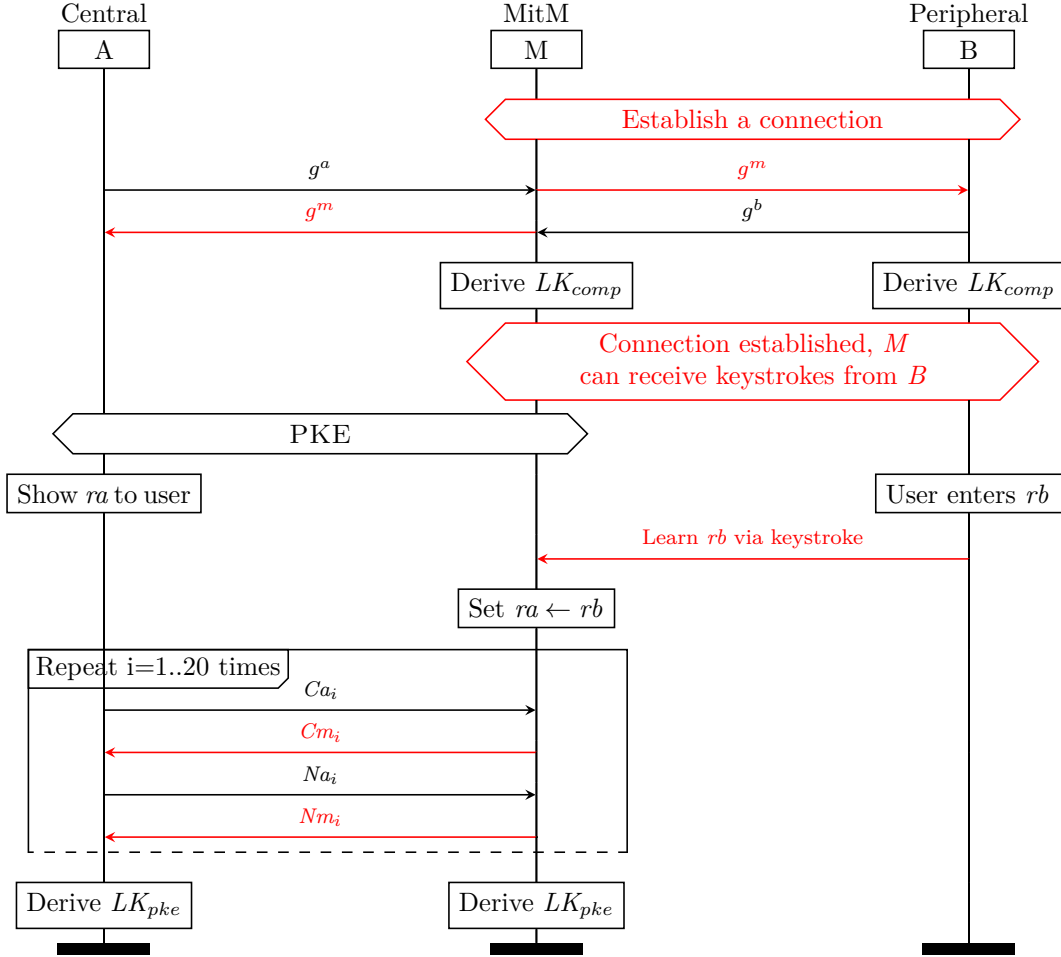 Central MitM Peripheral
A M B
Establish a connection
g^a g^m
g^m g^b
Derive LK_comp Derive LK_comp
Connection established, M
can receive keystrokes from B
PKE
Show ra to user User enters rb
Learn rb via keystroke
Set ra ← rb
Repeat i=1..20 times
Ca_i
Cm_i
Na_i
Nm_i
Derive LK_pke Derive LK_pke